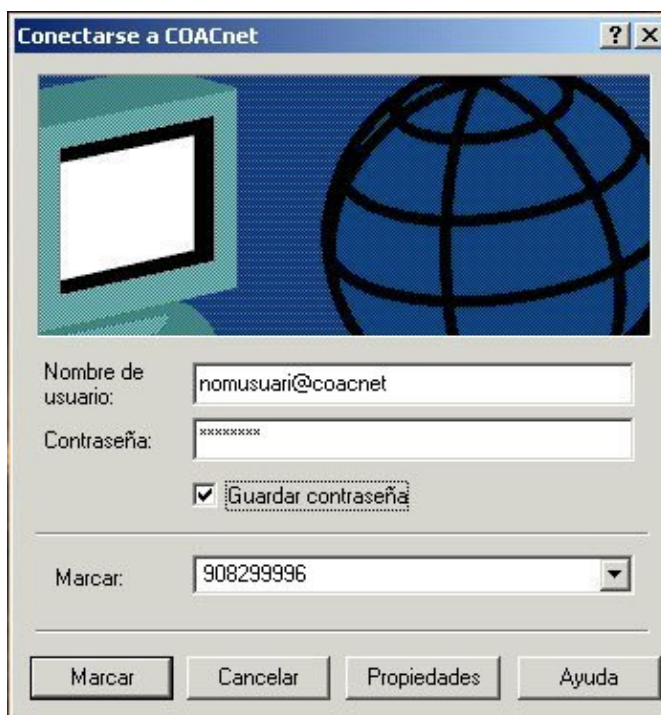 Conectarse a COACnet
Nombre de
usuario:
nomusuari@coacnet
Contraseña:
********
Guardar contraseña
Marcar:
908299996
Marcar
Cancelar
Propiedades
Ayuda